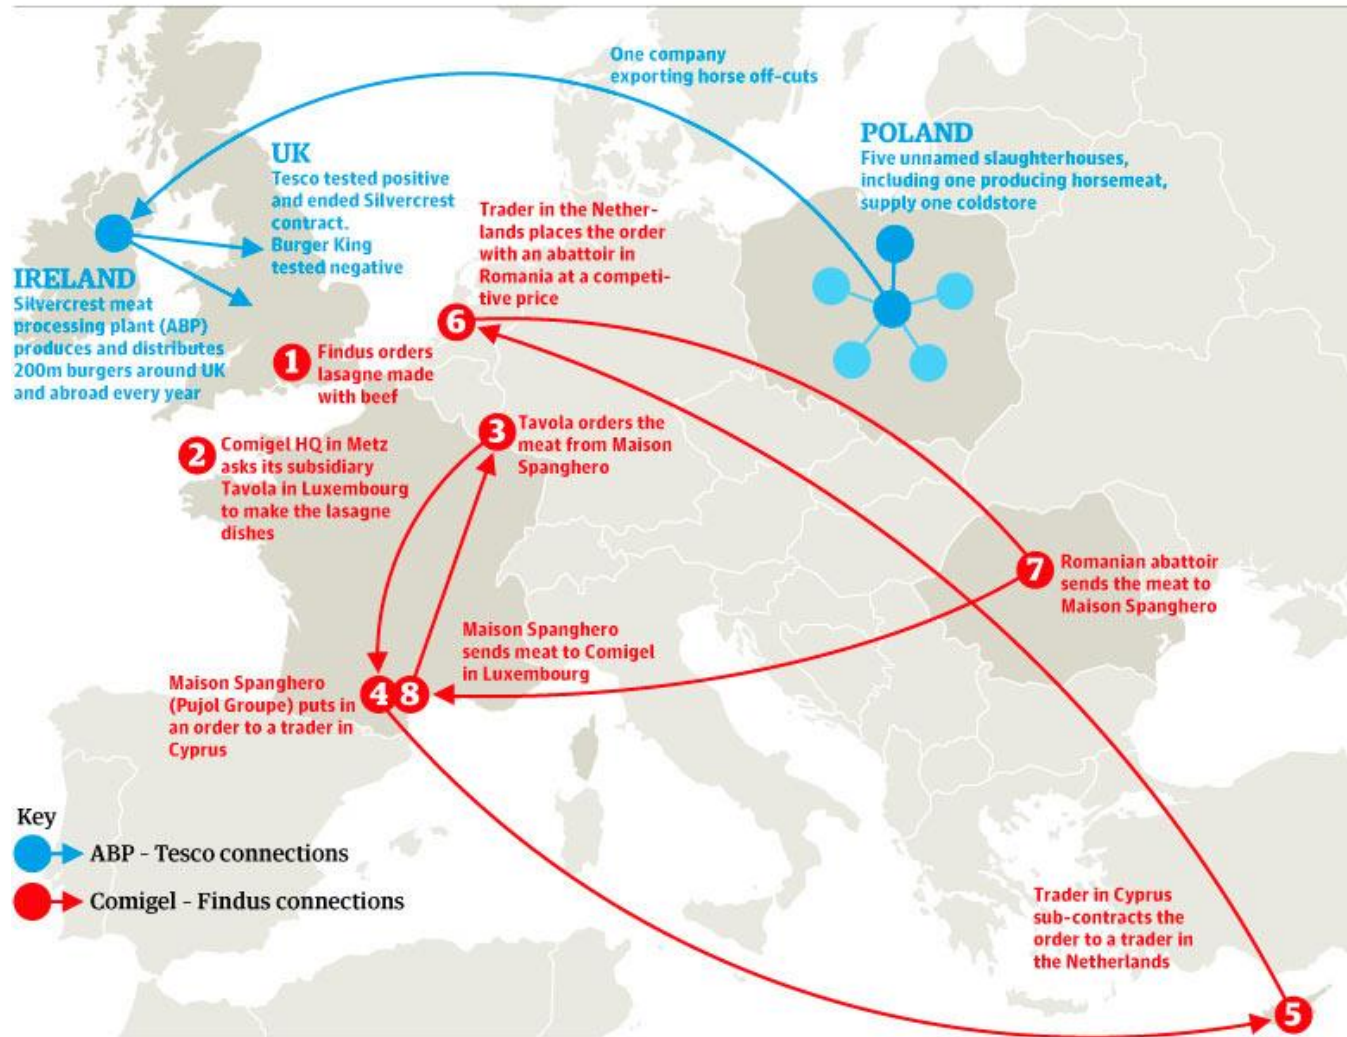 One company
exporting horse off-cuts
POLAND
Five unnamed slaughterhouses,
including one producing horsemeat,
supply one coldstore
UK
Tesco tested positive
and ended Silvercrest
contract.
Burger King
tested negative
IRELAND
Silvercrest meat
processing plant (ABP)
produces and distributes
200m burgers around UK
and abroad every year
Trader in the Nether-
lands places the order
with an abattoir in
Romania at a competi-
tive price
6
1
Findus orders
lasagne made
with beef
2
Comigel HQ in Metz
asks its subsidiary
Tavola in Luxembourg
to make the lasagne
dishes
3
Tavola orders the
meat from Maison
Spanghero
7
Romanian abattoir
sends the meat to
Maison Spanghero
Maison Spanghero
sends meat to Comigel
in Luxembourg
4
8
Maison Spanghero
(Pujol Groupe) puts in
an order to a trader in
Cyprus
Key
ABP - Tesco connections
Comigel - Findus connections
Trader in Cyprus
sub-contracts the
order to a trader in
the Netherlands
5